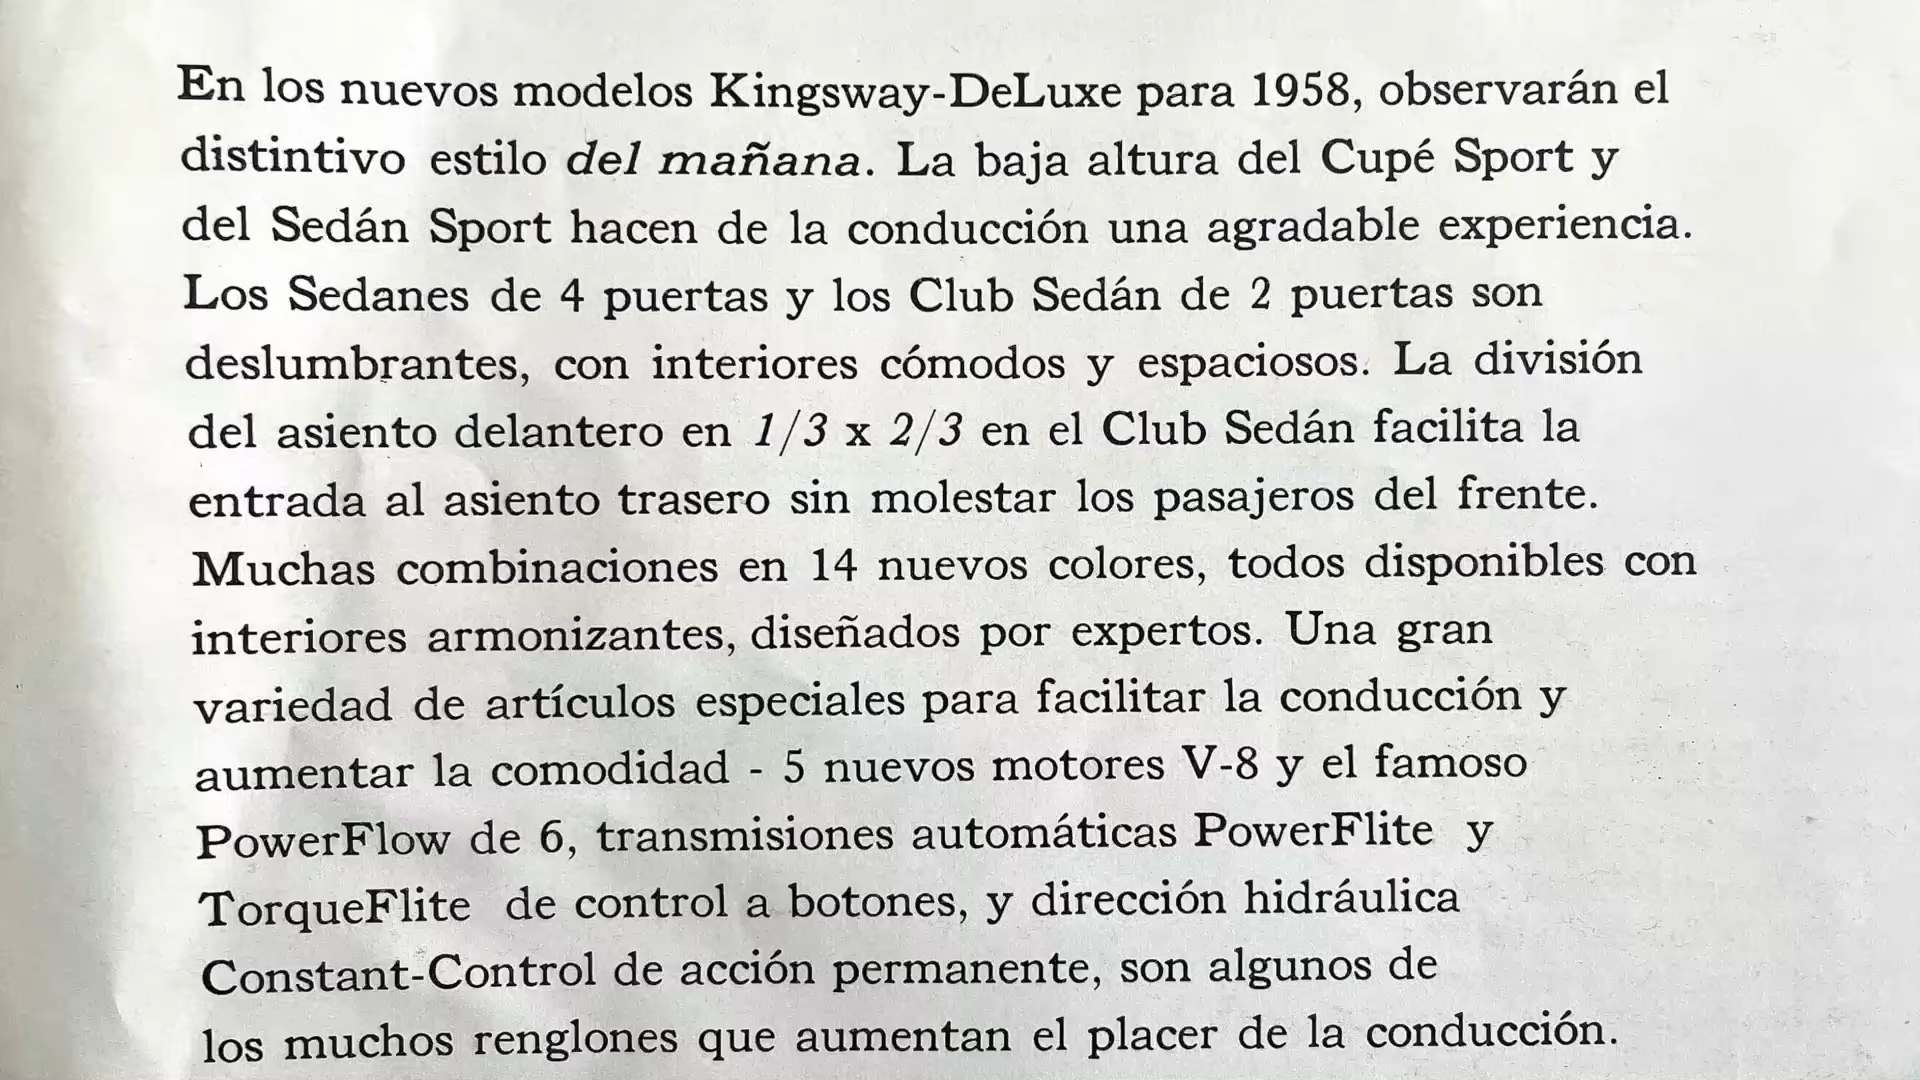 En los nuevos modelos Kingsway-DeLuxe para 1958, observarán el
distintivo estilo del mañana. La baja altura del Cupé Sport y
del Sedán Sport hacen de la conducción una agradable experiencia.
Los Sedanes de 4 puertas y los Club Sedán de 2 puertas son
deslumbrantes, con interiores cómodos y espaciosos. La división
del asiento delantero en 1/3 x 2/3 en el Club Sedán facilita la
entrada al asiento trasero sin molestar los pasajeros del frente.
Muchas combinaciones en 14 nuevos colores, todos disponibles con
interiores armonizantes, diseñados por expertos. Una gran
variedad de artículos especiales para facilitar la conducción y
aumentar la comodidad - 5 nuevos motores V-8 y el famoso
PowerFlow de 6, transmisiones automáticas PowerFlite y
TorqueFlite de control a botones, y dirección hidráulica
Constant-Control de acción permanente, son algunos de
los muchos renglones que aumentan el placer de la conducción.